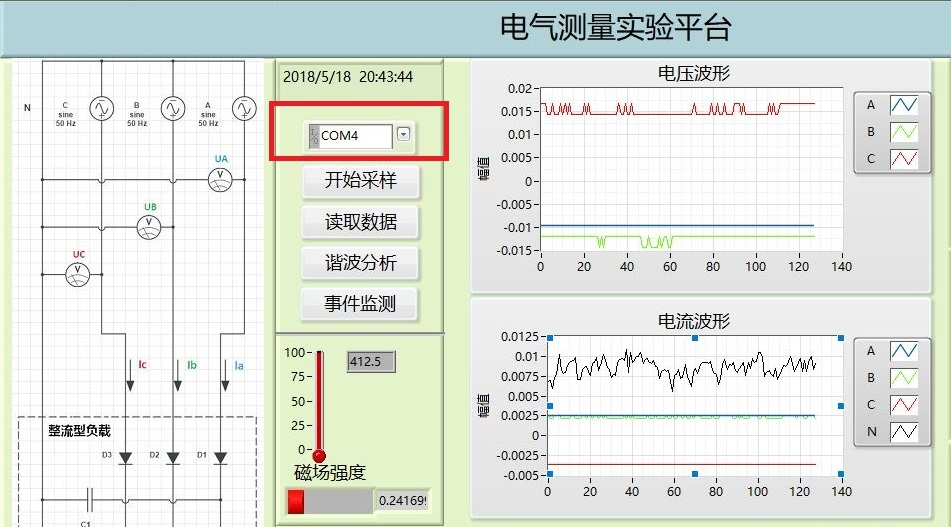 电气测量实验平台
N
C
sine
50 Hz
B
sine
50 Hz
A
sine
50 Hz
UA
V
UB
V
UC
V
Ic
Ib
Ia
整流型负载
D3
D2
D1
C1
2018/5/18 20:43:44
COM4
开始采样
读取数据
谐波分析
事件监测
100
75
50
25
0
412.5
磁场强度
0.24169
电压波形
幅值
0.02
0.015
0.01
0.005
0
-0.005
-0.01
-0.015
0 20 40 60 80 100 120 140
A
B
C
电流波形
幅值
0.0125
0.01
0.0075
0.005
0.0025
0
-0.0025
-0.005
0 20 40 60 80 100 120 140
A
B
C
N